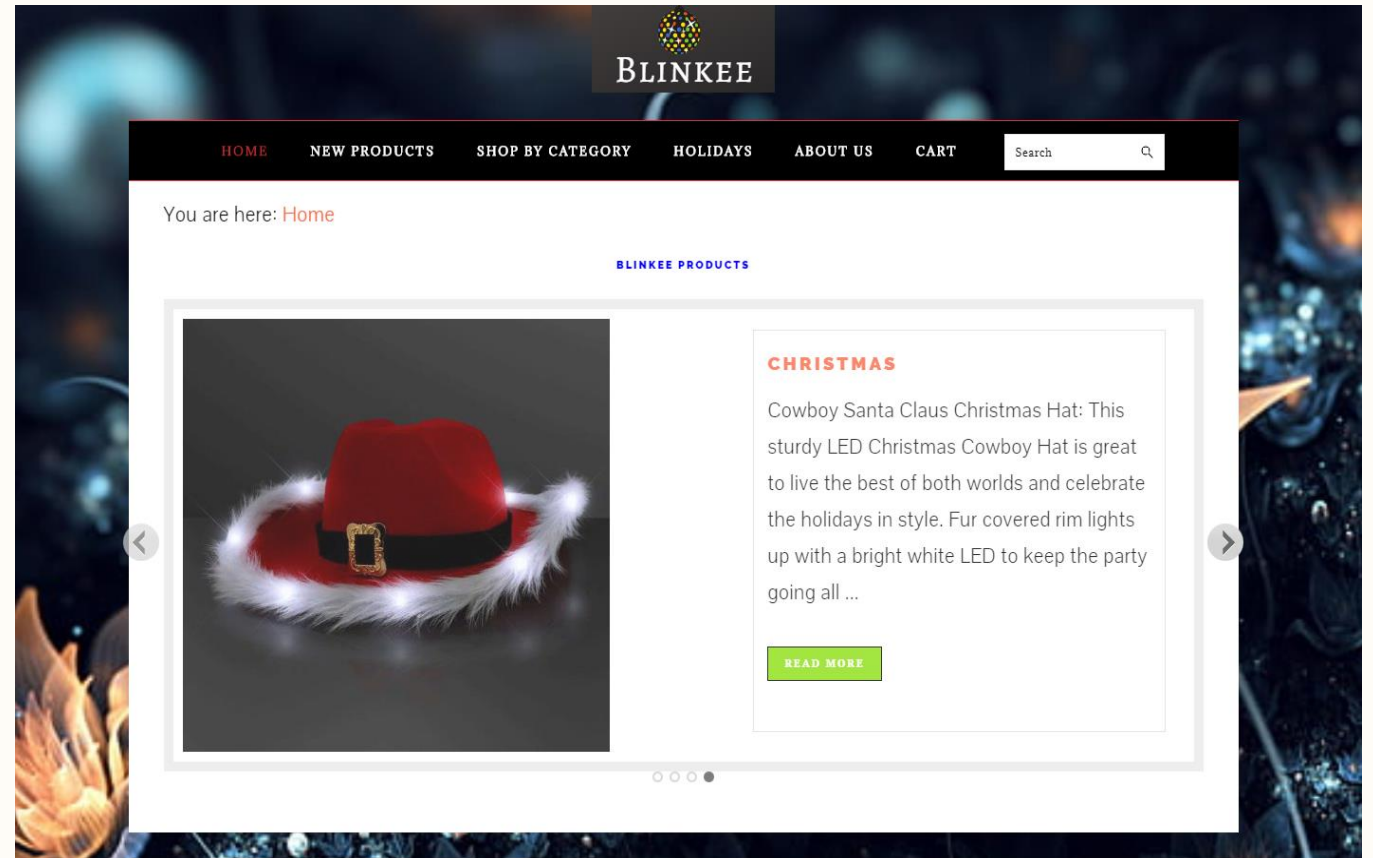 BLINKEE
HOME NEW PRODUCTS SHOP BY CATEGORY HOLIDAYS ABOUT US CART Search
You are here: Home
BLINKEE PRODUCTS
CHRISTMAS
Cowboy Santa Claus Christmas Hat: This
sturdy LED Christmas Cowboy Hat is great
to live the best of both worlds and celebrate
the holidays in style. Fur covered rim lights
up with a bright white LED to keep the party
going all ...
READ MORE